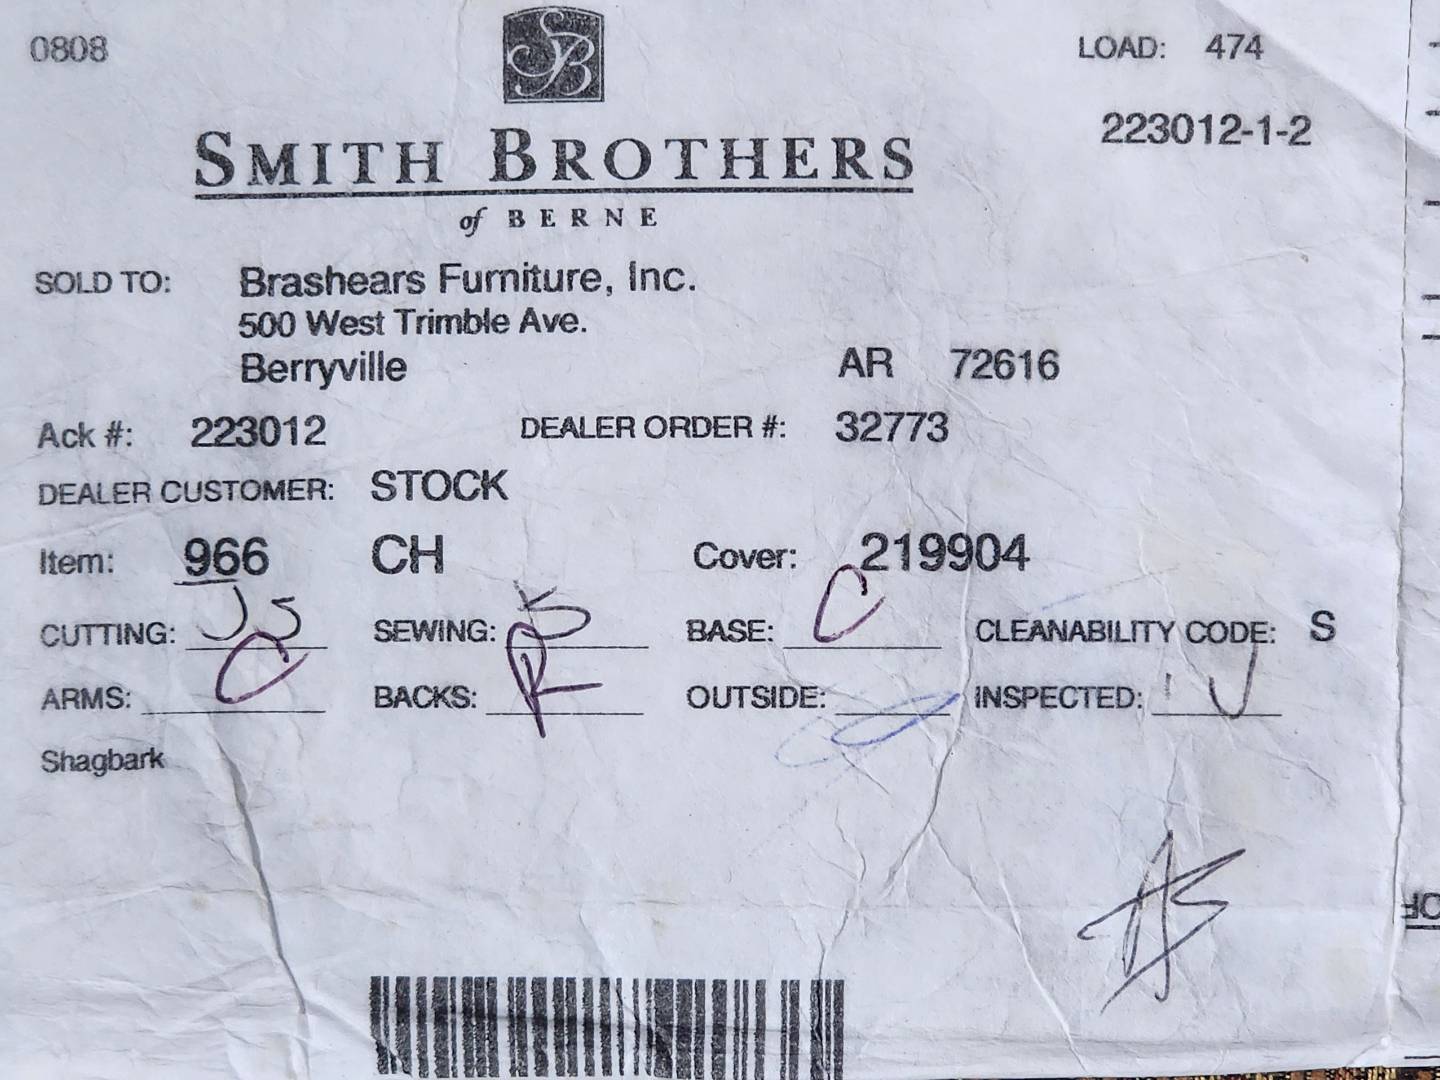 0808
SB
LOAD: 474
223012-1-2
SMITH BROTHERS
of BERNE
SOLD TO: Brashears Furniture, Inc.
500 West Trimble Ave.
Berryville AR 72616
Ack #: 223012 DEALER ORDER #: 32773
DEALER CUSTOMER: STOCK
Item: 966 CH Cover: 219904
CUTTING: JS SEWING: BASE: C CLEANABILITY CODE: S
ARMS: C BACKS: R OUTSIDE: INSPECTED:
Shagbark